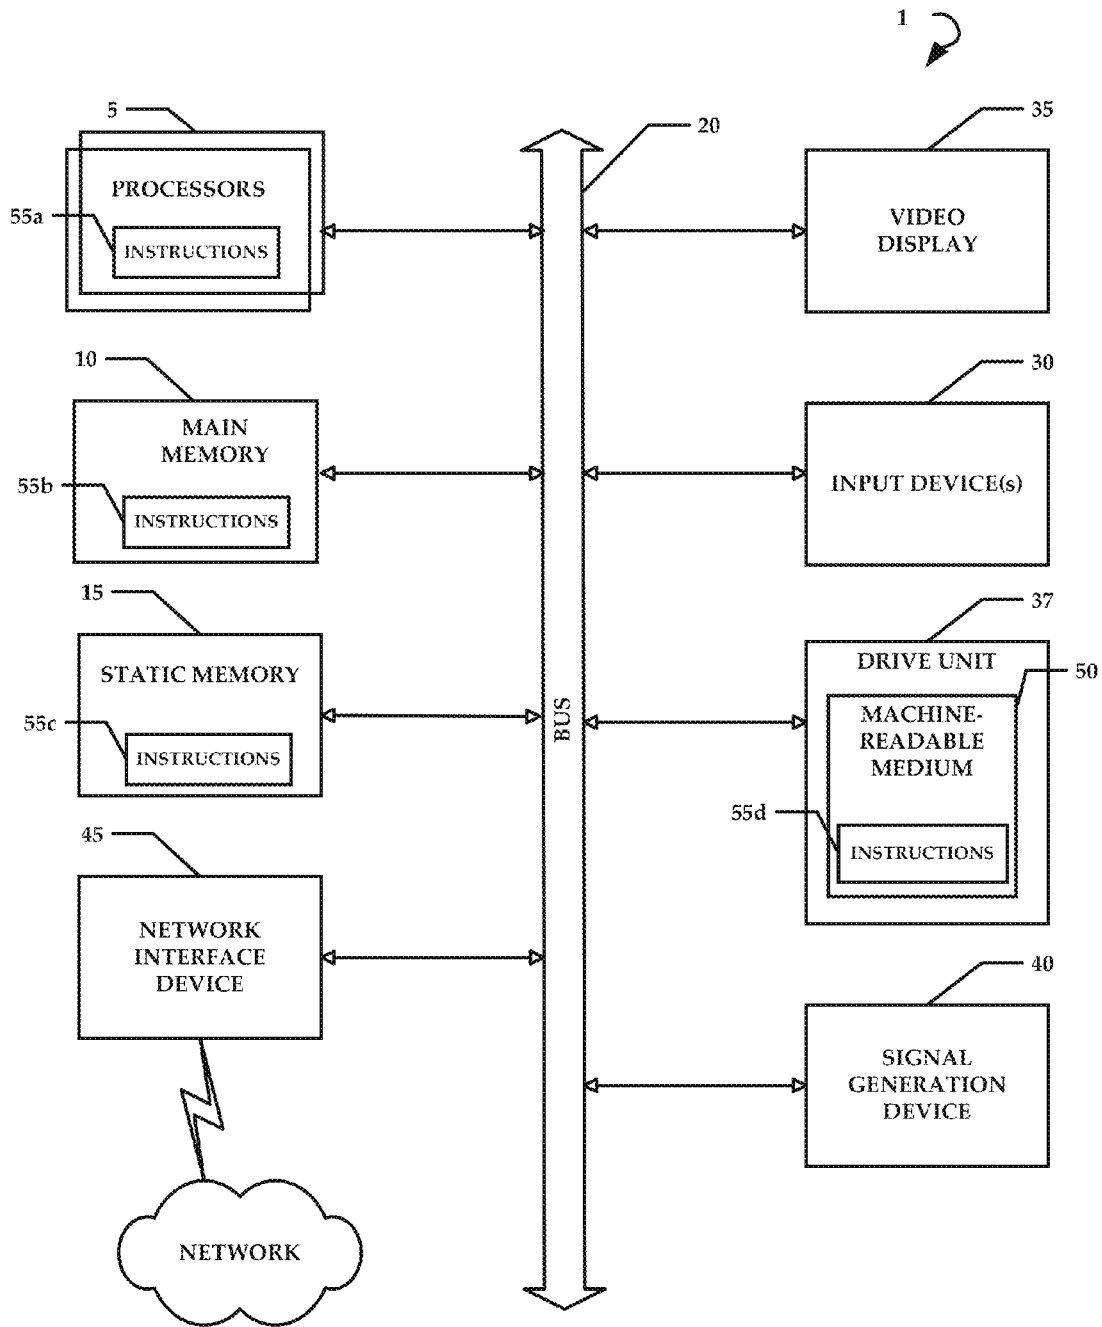 1
5
PROCESSORS
55a
INSTRUCTIONS
20
35
VIDEO
DISPLAY
10
MAIN
MEMORY
55b
INSTRUCTIONS
30
INPUT DEVICE(s)
15
STATIC MEMORY
55c
INSTRUCTIONS
BUS
37
DRIVE UNIT
50
MACHINE-
READABLE
MEDIUM
55d
INSTRUCTIONS
45
NETWORK
INTERFACE
DEVICE
40
SIGNAL
GENERATION
DEVICE
NETWORK